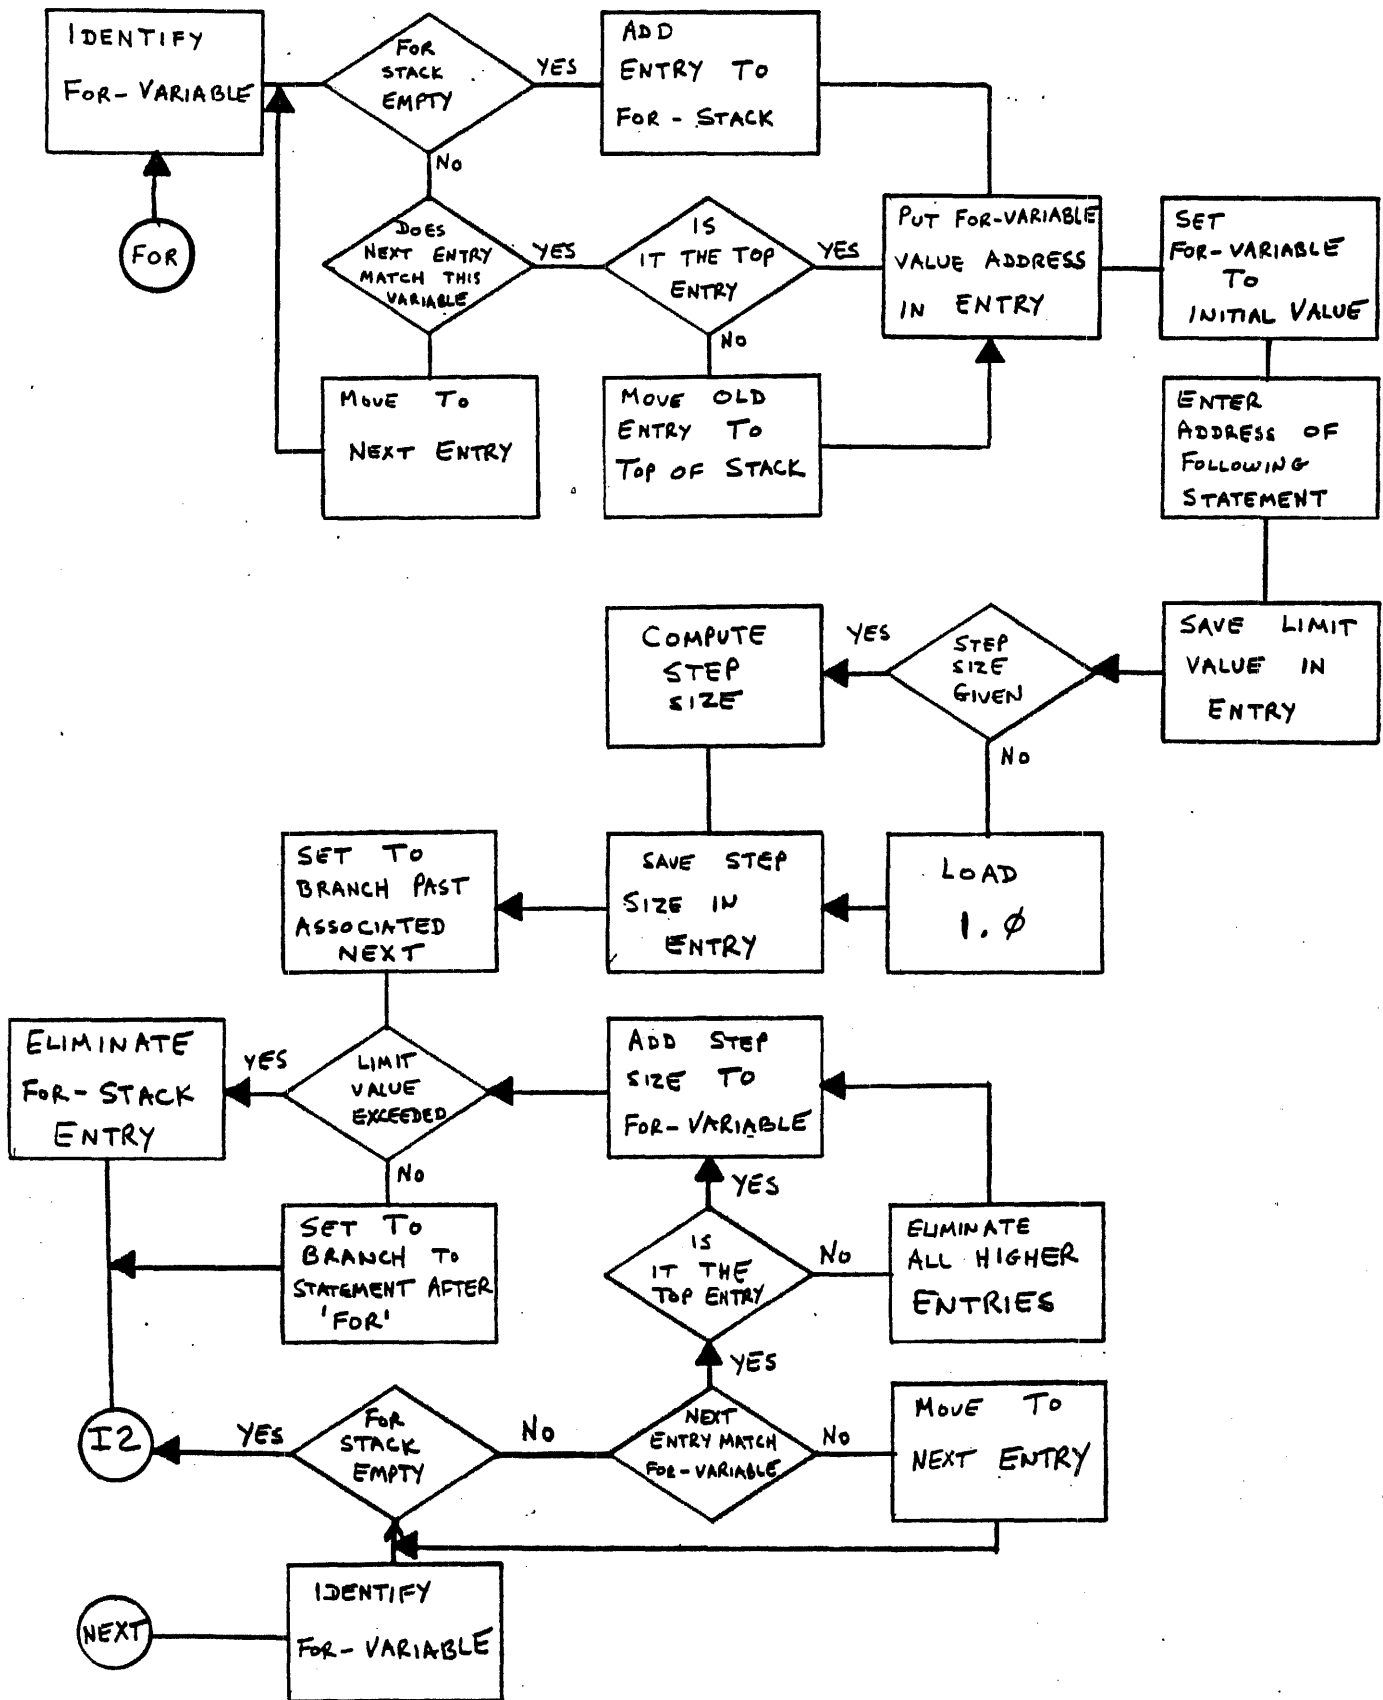 IDENTIFY
FOR-VARIABLE
FOR
STACK
EMPTY
YES
ADD
ENTRY TO
FOR-STACK
NO
FOR
DOES
NEXT ENTRY
MATCH THIS
VARIABLE
YES
IS
IT THE TOP
ENTRY
YES
PUT FOR-VARIABLE
VALUE ADDRESS
IN ENTRY
SET
FOR-VARIABLE
TO
INITIAL VALUE
NO
MOVE TO
NEXT ENTRY
MOVE OLD
ENTRY TO
TOP OF STACK
ENTER
ADDRESS OF
FOLLOWING
STATEMENT
COMPUTE
STEP
SIZE
YES
STEP
SIZE
GIVEN
SAVE LIMIT
VALUE IN
ENTRY
NO
SET TO
BRANCH PAST
ASSOCIATED
NEXT
SAVE STEP
SIZE IN
ENTRY
LOAD
1.Ø
ELIMINATE
FOR-STACK
ENTRY
YES
LIMIT
VALUE
EXCEEDED
ADD STEP
SIZE TO
FOR-VARIABLE
NO
YES
SET TO
BRANCH TO
STATEMENT AFTER
'FOR'
IS
IT THE
TOP ENTRY
NO
ELIMINATE
ALL HIGHER
ENTRIES
YES
I2
YES
FOR
STACK
EMPTY
NO
NEXT
ENTRY MATCH
FOR-VARIABLE
NO
MOVE TO
NEXT ENTRY
NEXT
IDENTIFY
FOR-VARIABLE